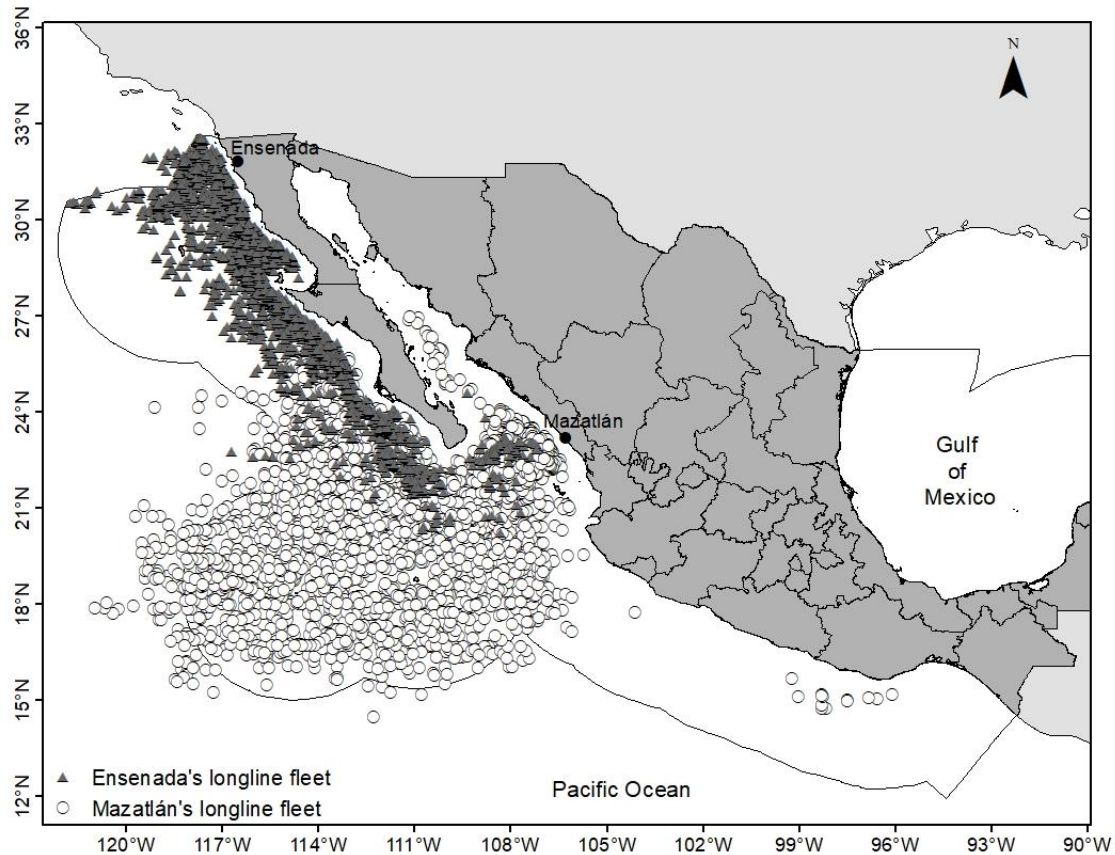 36°N
33°N
30°N
27°N
24°N
21°N
18°N
15°N
12°N
N
Ensenada
Mazatlán
Gulf
of
Mexico
Pacific Ocean
Ensenada's longline fleet
Mazatlán's longline fleet
120°W 117°W 114°W 111°W 108°W 105°W 102°W 99°W 96°W 93°W 90°W